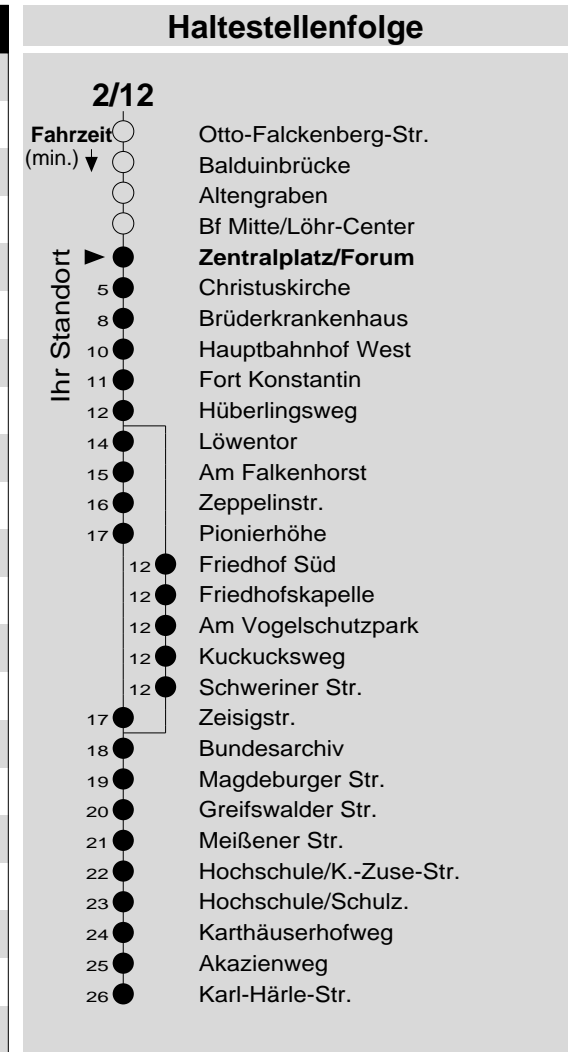 Haltestellenfolge
2/12
Fahrzeit
(min.)
Otto-Falckenberg-Str.
Balduinbrücke
Altengraben
Bf Mitte/Löhr-Center
Ihr Standort
Zentralplatz/Forum
5 Christuskirche
8 Brüderkrankenhaus
10 Hauptbahnhof West
11 Fort Konstantin
12 Hüberlingsweg
14 Löwentor
15 Am Falkenhorst
16 Zeppelinstr.
17 Pionierhöhe
12 Friedhof Süd
12 Friedhofskapelle
12 Am Vogelschutzpark
12 Kuckucksweg
12 Schweriner Str.
17 Zeisigstr.
18 Bundesarchiv
19 Magdeburger Str.
20 Greifswalder Str.
21 Meißener Str.
22 Hochschule/K.-Zuse-Str.
23 Hochschule/Schulz.
24 Karthäuserhofweg
25 Akazienweg
26 Karl-Härle-Str.